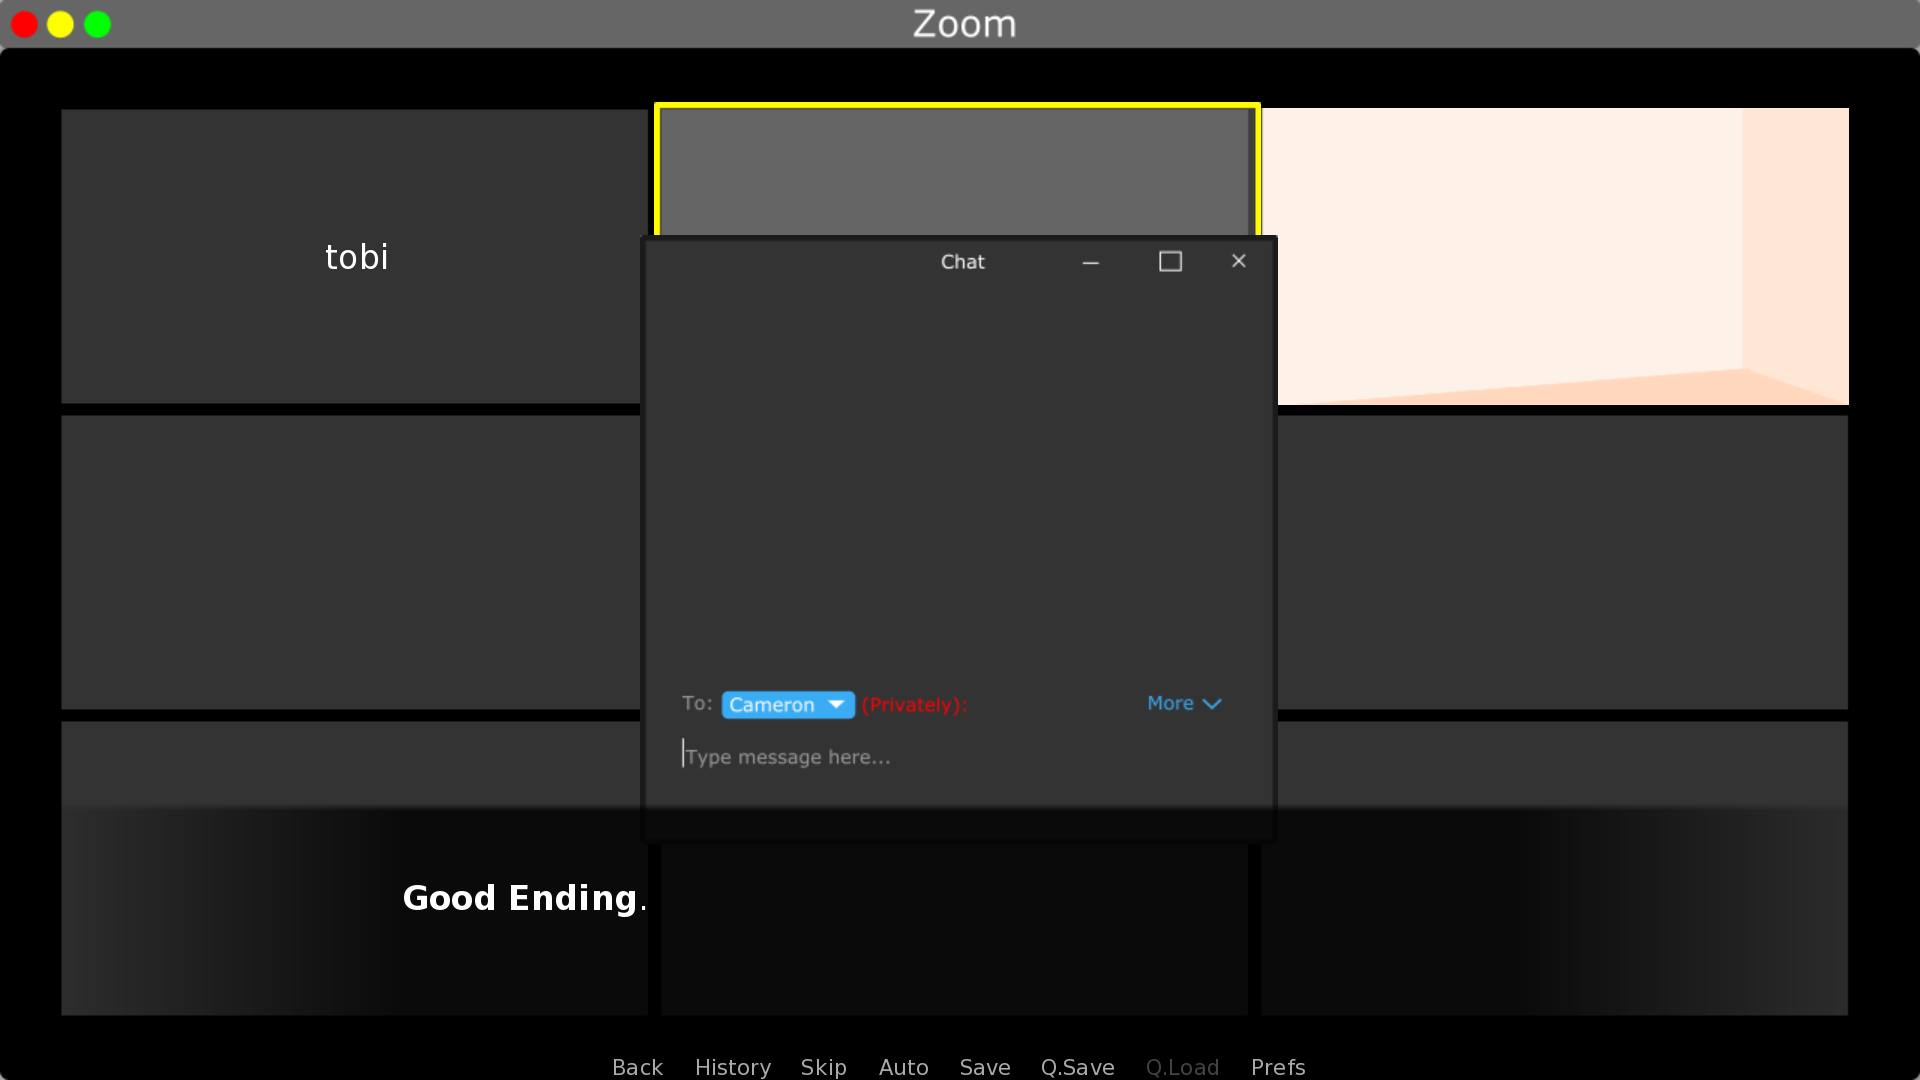 Zoom
tobi
Chat
To: Cameron (Privately): More
Type message here...
Good Ending.
Back History Skip Auto Save Q.Save Q.Load Prefs